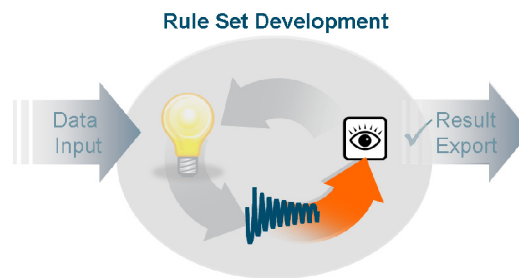 Rule Set Development
Data
Input
Result
Export